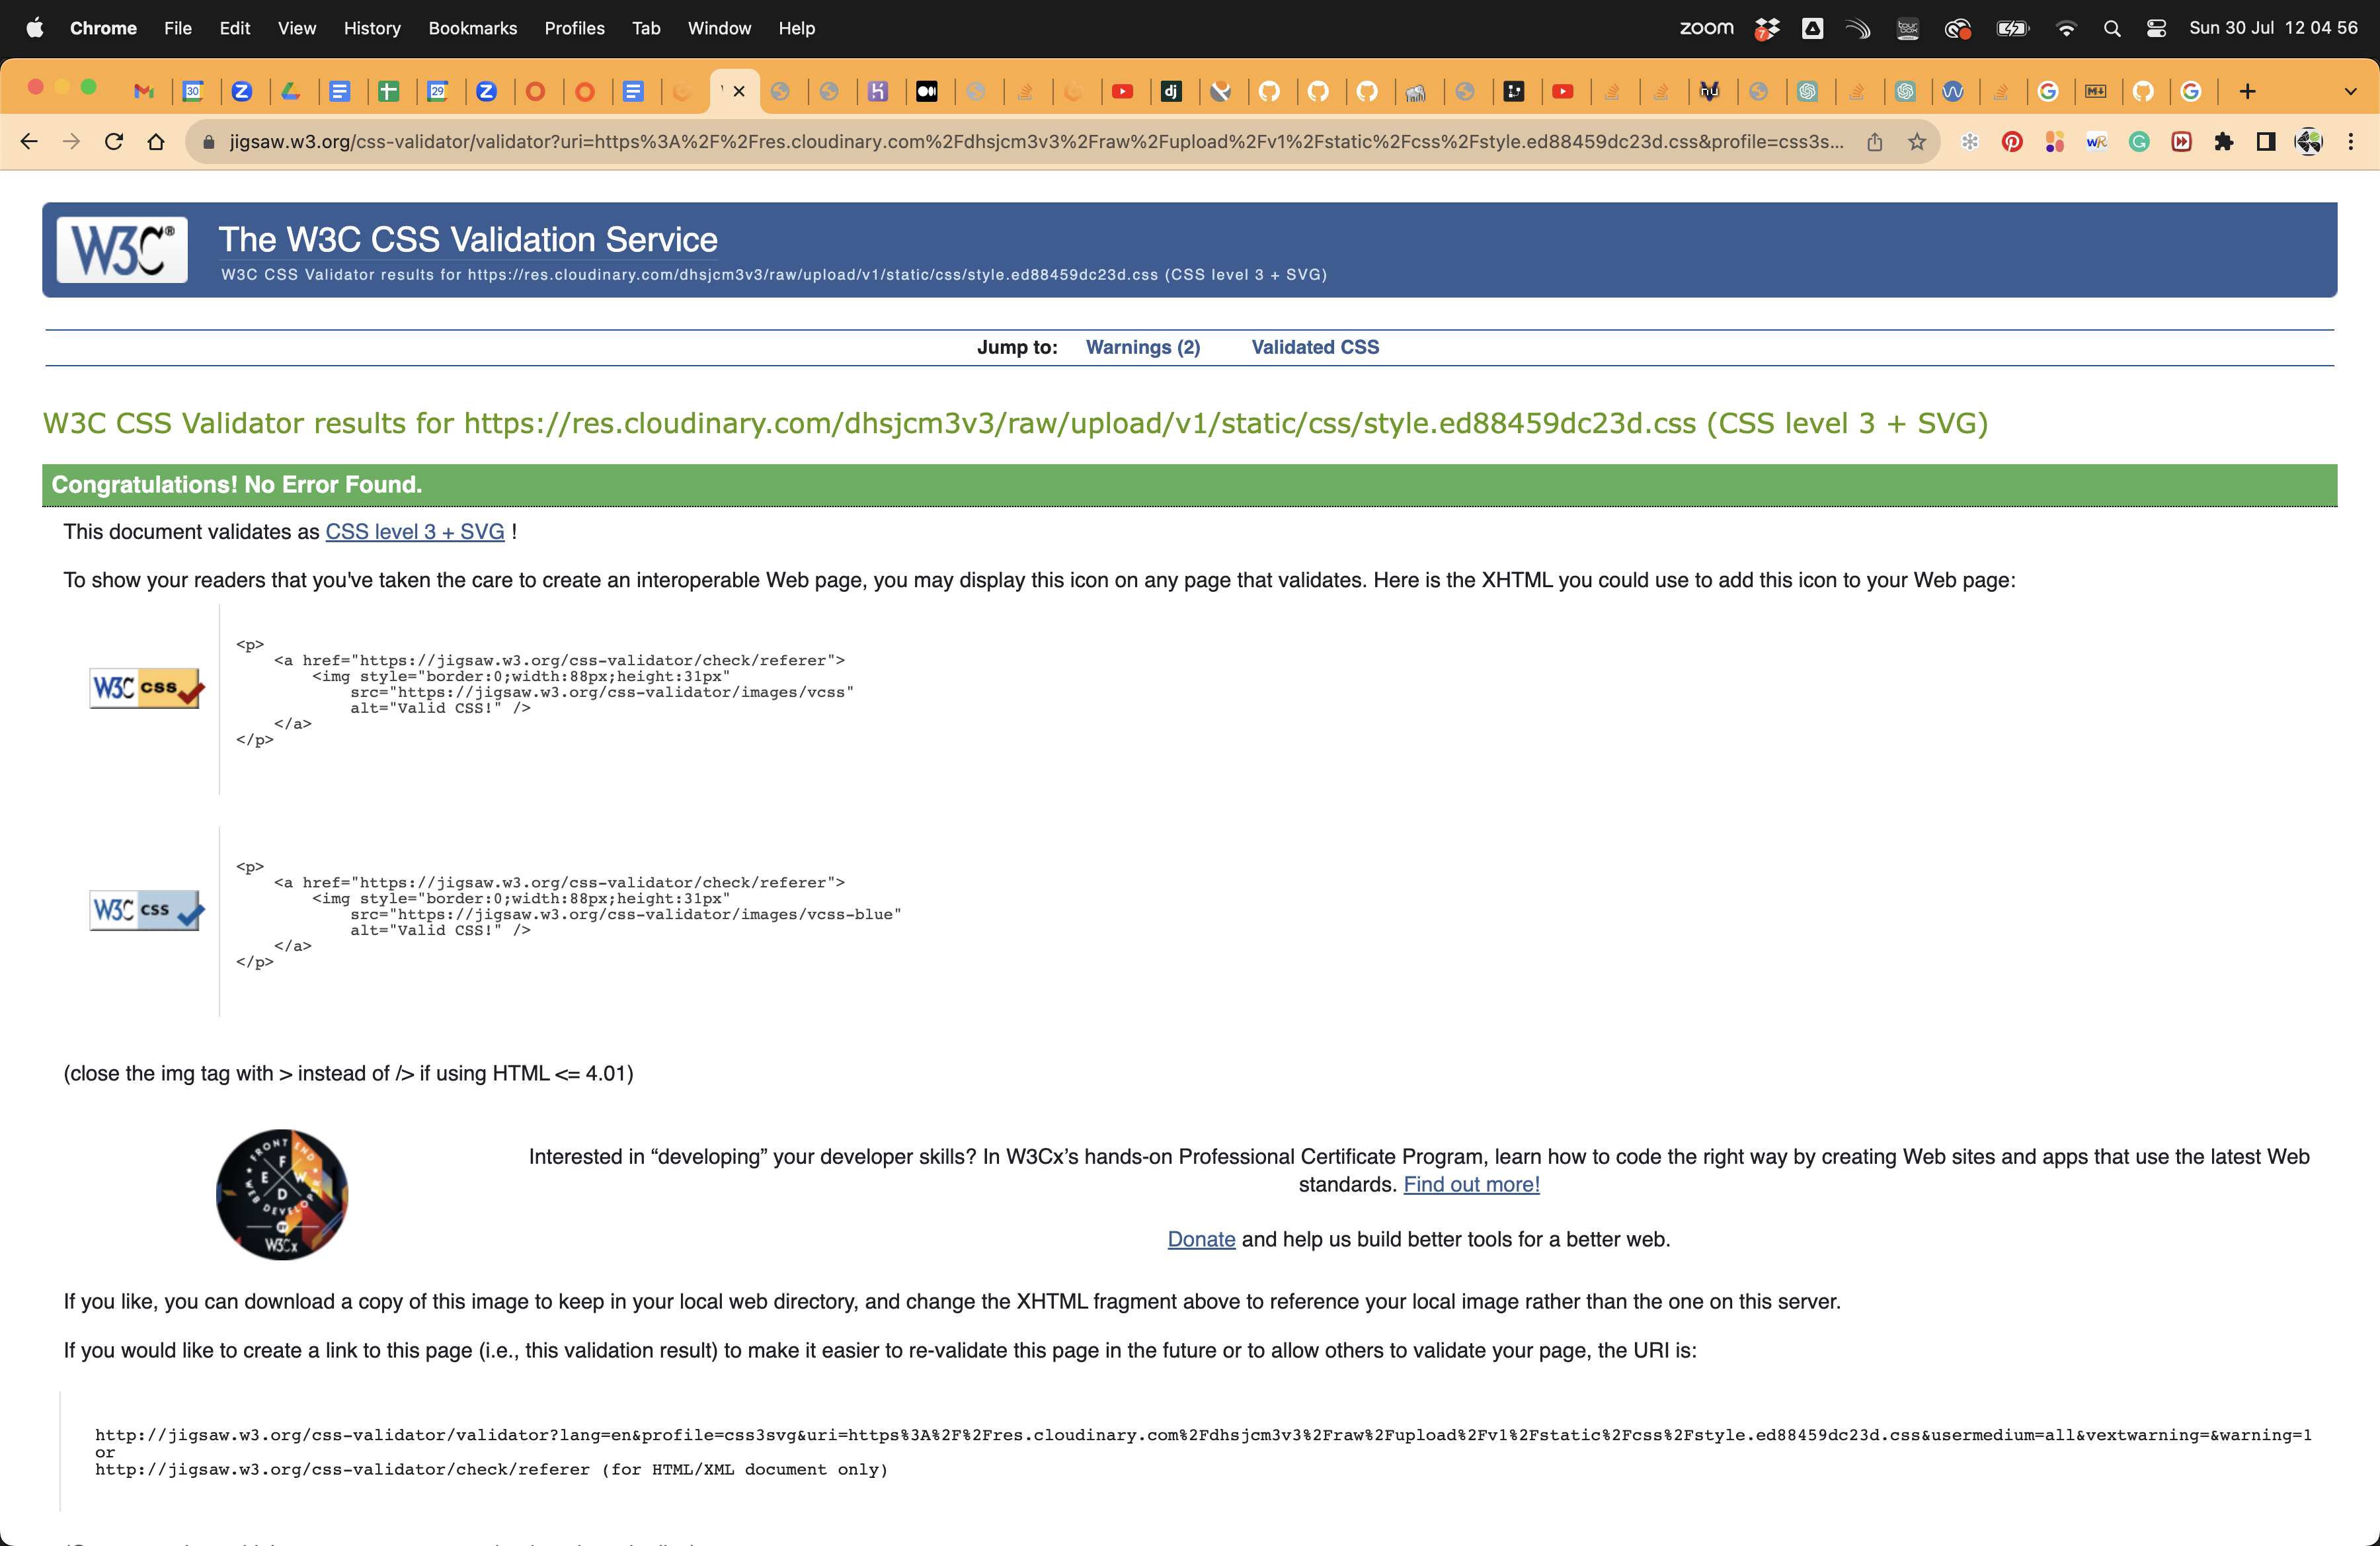 Chrome File Edit View History Bookmarks Profiles Tab Window Help zoom 7 Sun 30 Jul 12 04 56
30 29 dj nu
jigsaw.w3.org/css-validator/validator?uri=https%3A%2F%2Fres.cloudinary.com%2Fdhsjcm3v3%2Fraw%2Fupload%2Fv1%2Fstatic%2Fcss%2Fstyle.ed88459dc23d.css&profile=css3s...
W3C®
The W3C CSS Validation Service
W3C CSS Validator results for https://res.cloudinary.com/dhsjcm3v3/raw/upload/v1/static/css/style.ed88459dc23d.css (CSS level 3 + SVG)
Jump to: Warnings (2) Validated CSS
W3C CSS Validator results for https://res.cloudinary.com/dhsjcm3v3/raw/upload/v1/static/css/style.ed88459dc23d.css (CSS level 3 + SVG)
Congratulations! No Error Found.
This document validates as CSS level 3 + SVG !
To show your readers that you've taken the care to create an interoperable Web page, you may display this icon on any page that validates. Here is the XHTML you could use to add this icon to your Web page:
W3C css
<p>
<a href="https://jigsaw.w3.org/css-validator/check/referer">
<img style="border:0;width:88px;height:31px"
src="https://jigsaw.w3.org/css-validator/images/vcss"
alt="Valid CSS!" />
</a>
</p>
W3C css
<p>
<a href="https://jigsaw.w3.org/css-validator/check/referer">
<img style="border:0;width:88px;height:31px"
src="https://jigsaw.w3.org/css-validator/images/vcss-blue"
alt="Valid CSS!" />
</a>
</p>
(close the img tag with > instead of /> if using HTML <= 4.01)
FRONT END
F E W D
WEB DEVELOPER
BY
W3Cx
Interested in “developing” your developer skills? In W3Cx’s hands-on Professional Certificate Program, learn how to code the right way by creating Web sites and apps that use the latest Web
standards. Find out more!
Donate and help us build better tools for a better web.
If you like, you can download a copy of this image to keep in your local web directory, and change the XHTML fragment above to reference your local image rather than the one on this server.
If you would like to create a link to this page (i.e., this validation result) to make it easier to re-validate this page in the future or to allow others to validate your page, the URI is:
http://jigsaw.w3.org/css-validator/validator?lang=en&profile=css3svg&uri=https%3A%2F%2Fres.cloudinary.com%2Fdhsjcm3v3%2Fraw%2Fupload%2Fv1%2Fstatic%2Fcss%2Fstyle.ed88459dc23d.css&usermedium=all&vextwarning=&warning=1
or
http://jigsaw.w3.org/css-validator/check/referer (for HTML/XML document only)